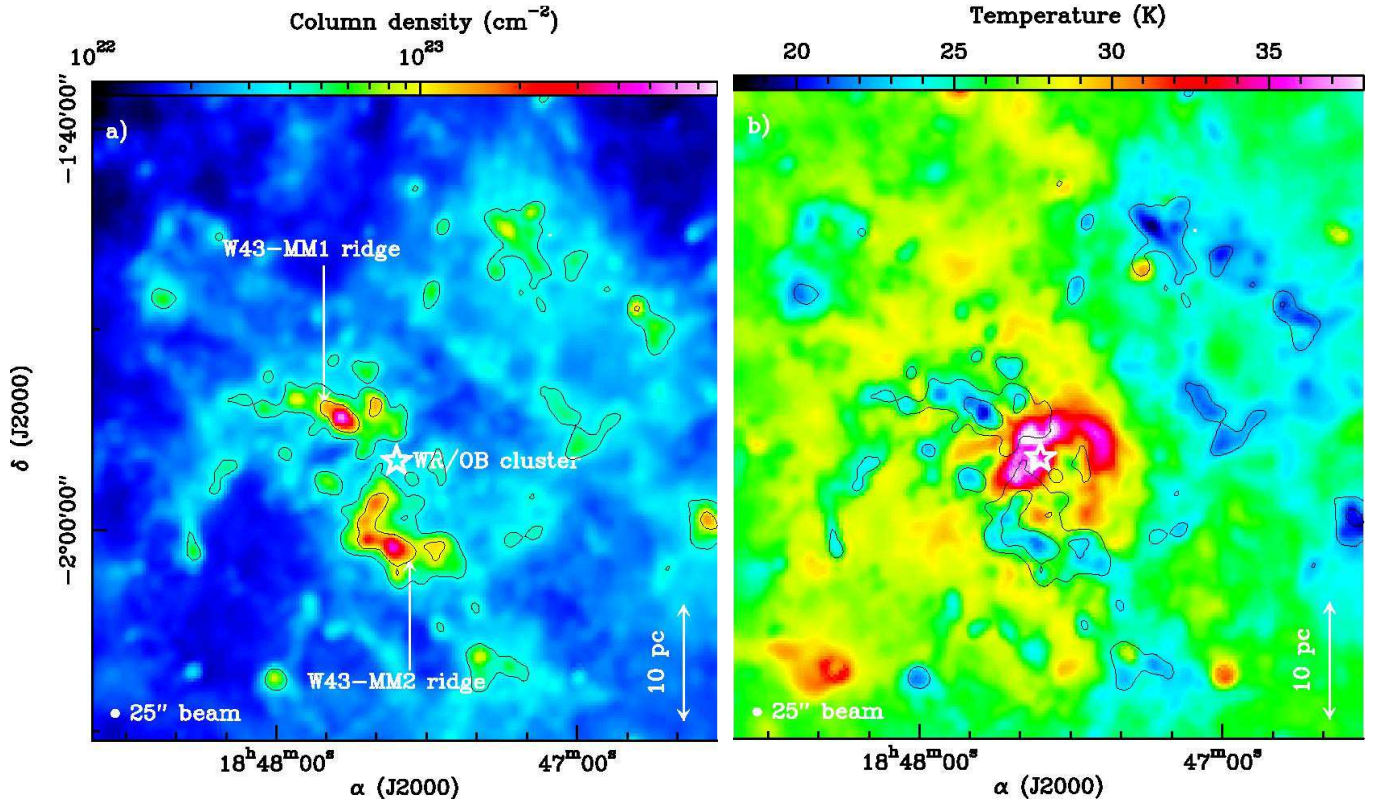 Column density (cm⁻²)
10²² 10²³
a)
W43-MM1 ridge
WR/OB cluster
W43-MM2 ridge
25" beam
10 pc
-1°40'00"
-2°00'00"
δ (J2000)
18ʰ48ᵐ00ˢ 47ᵐ00ˢ
α (J2000)
Temperature (K)
20 25 30 35
b)
25" beam
10 pc
18ʰ48ᵐ00ˢ 47ᵐ00ˢ
α (J2000)